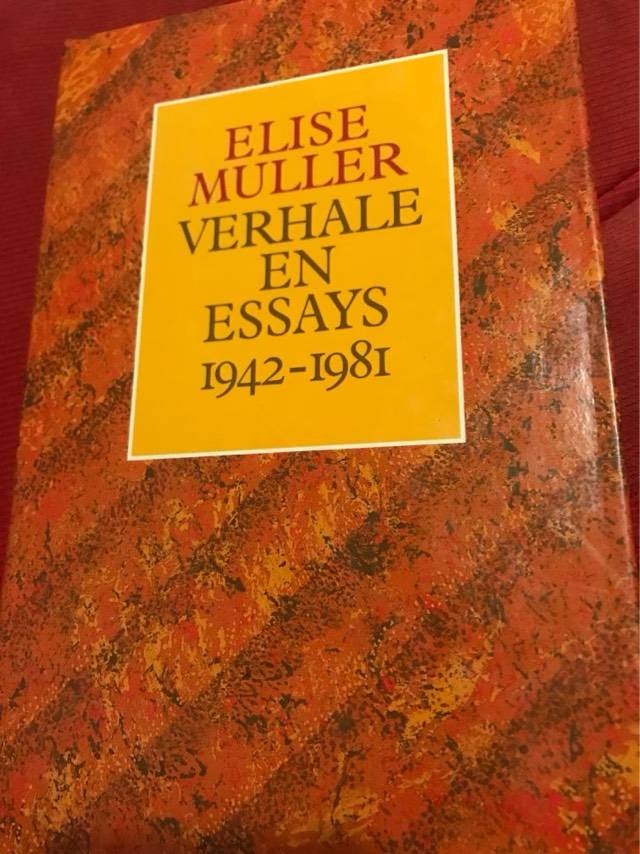 ELISE
MULLER
VERHALE
EN
ESSAYS
1942-1981